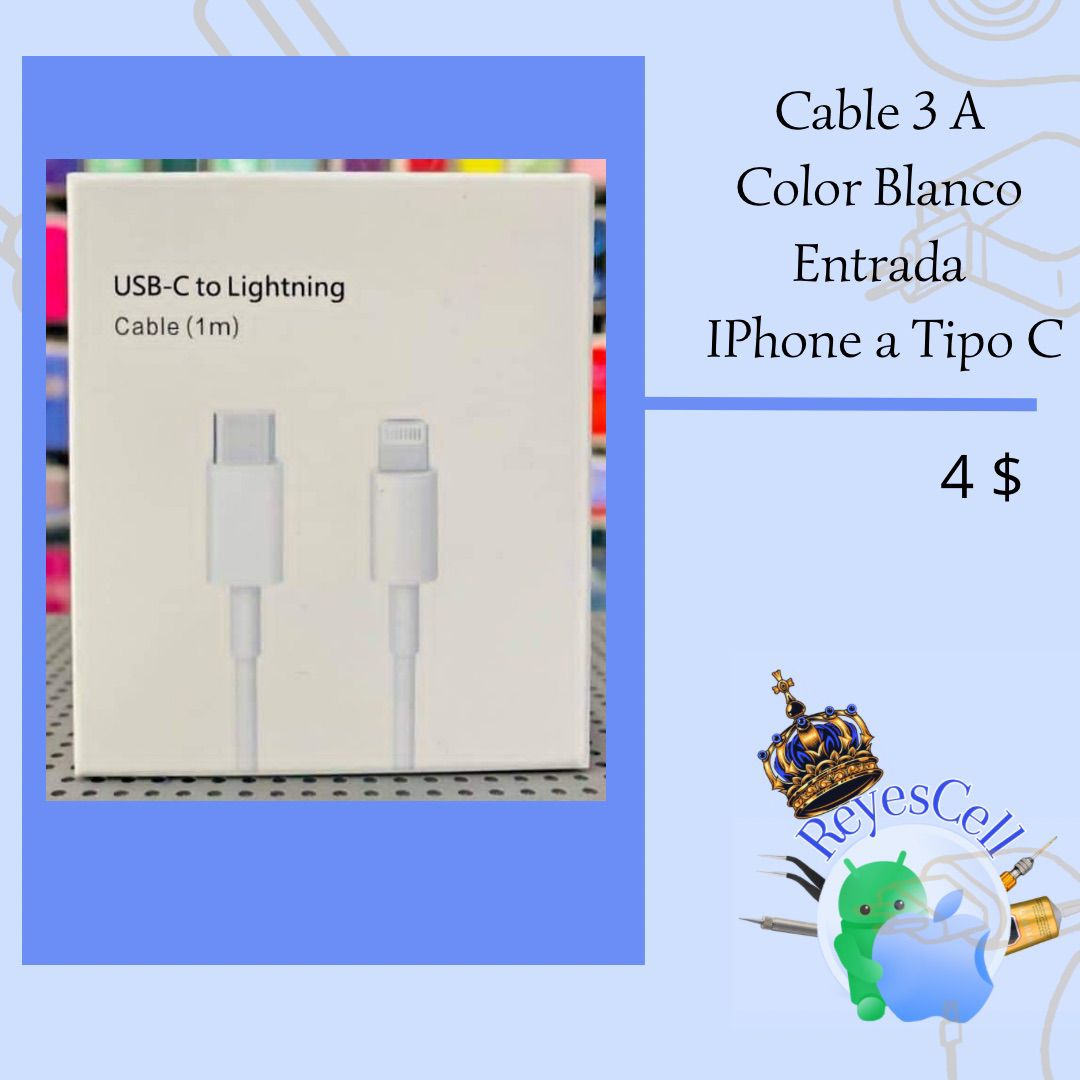 Cable 3 A
Color Blanco
Entrada
IPhone a Tipo C
4 $
USB-C to Lightning
Cable (1m)
ReyesCell